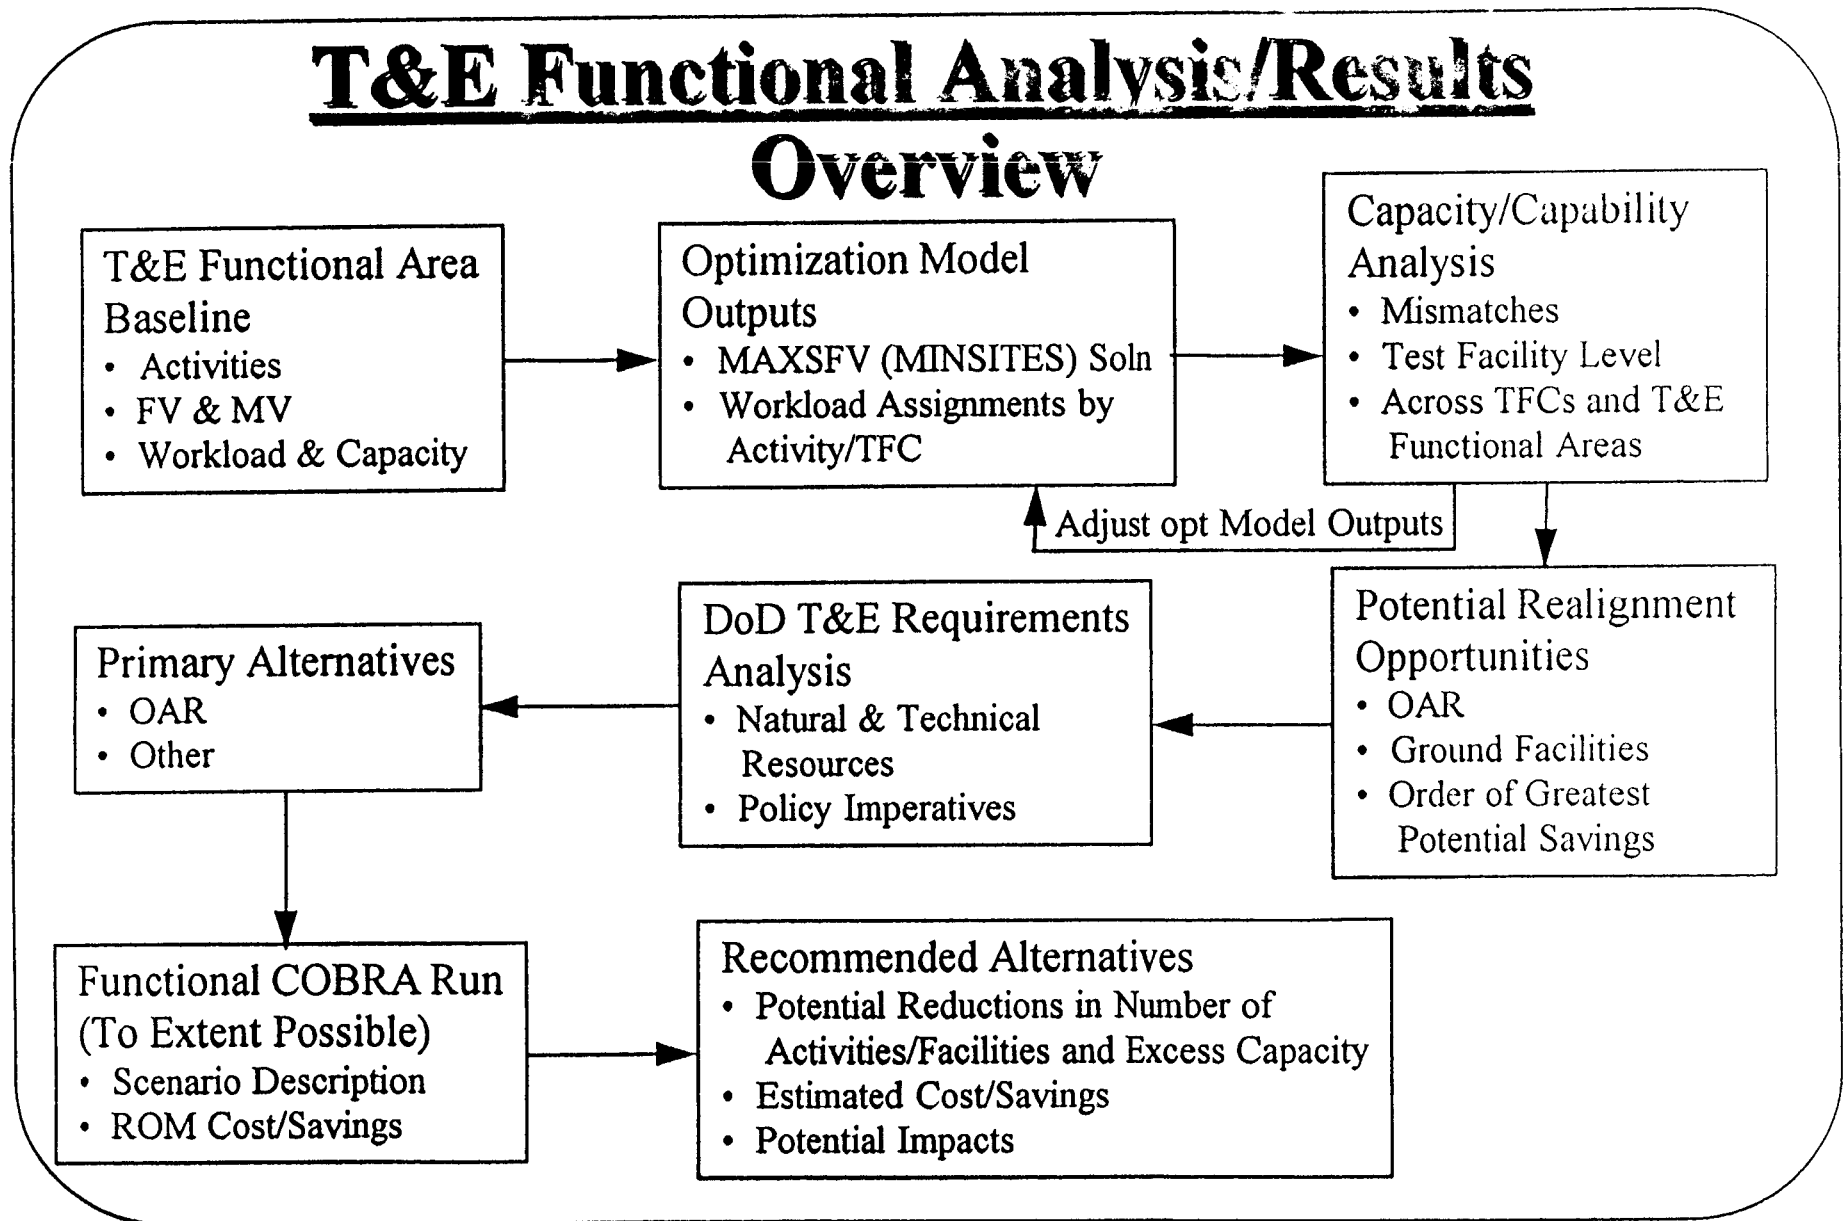 T&E Functional Analysis/Results
Overview
T&E Functional Area
Baseline
• Activities
• FV & MV
• Workload & Capacity
Optimization Model
Outputs
• MAXSFV (MINSITES) Soln
• Workload Assignments by
Activity/TFC
Capacity/Capability
Analysis
• Mismatches
• Test Facility Level
• Across TFCs and T&E
Functional Areas
Adjust opt Model Outputs
Potential Realignment
Opportunities
• OAR
• Ground Facilities
• Order of Greatest
Potential Savings
DoD T&E Requirements
Analysis
• Natural & Technical
Resources
• Policy Imperatives
Primary Alternatives
• OAR
• Other
Functional COBRA Run
(To Extent Possible)
• Scenario Description
• ROM Cost/Savings
Recommended Alternatives
• Potential Reductions in Number of
Activities/Facilities and Excess Capacity
• Estimated Cost/Savings
• Potential Impacts